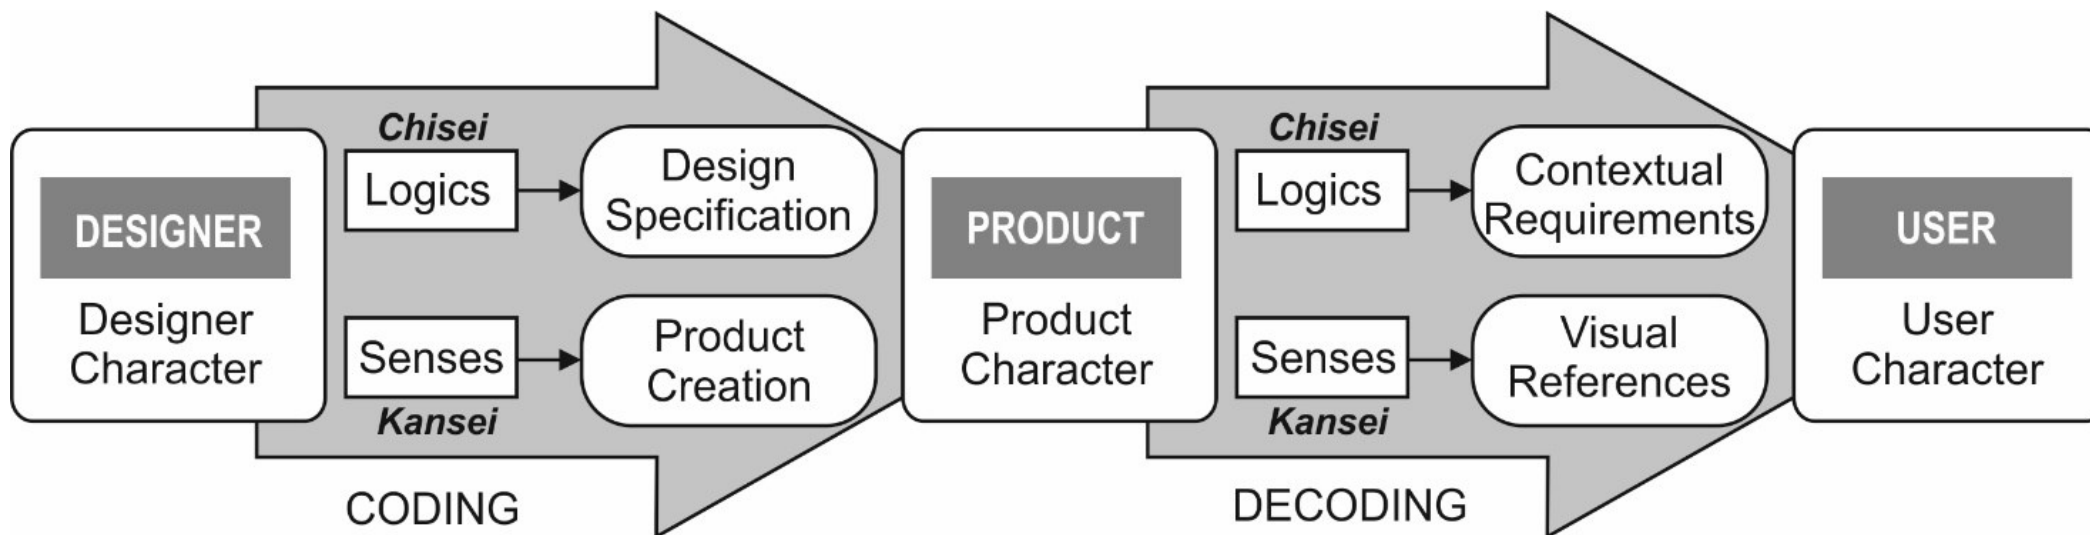 DESIGNER
Designer
Character
Chisei
Logics
Design
Specification
Senses
Kansei
Product
Creation
CODING
PRODUCT
Product
Character
Chisei
Logics
Contextual
Requirements
Senses
Kansei
Visual
References
DECODING
USER
User
Character